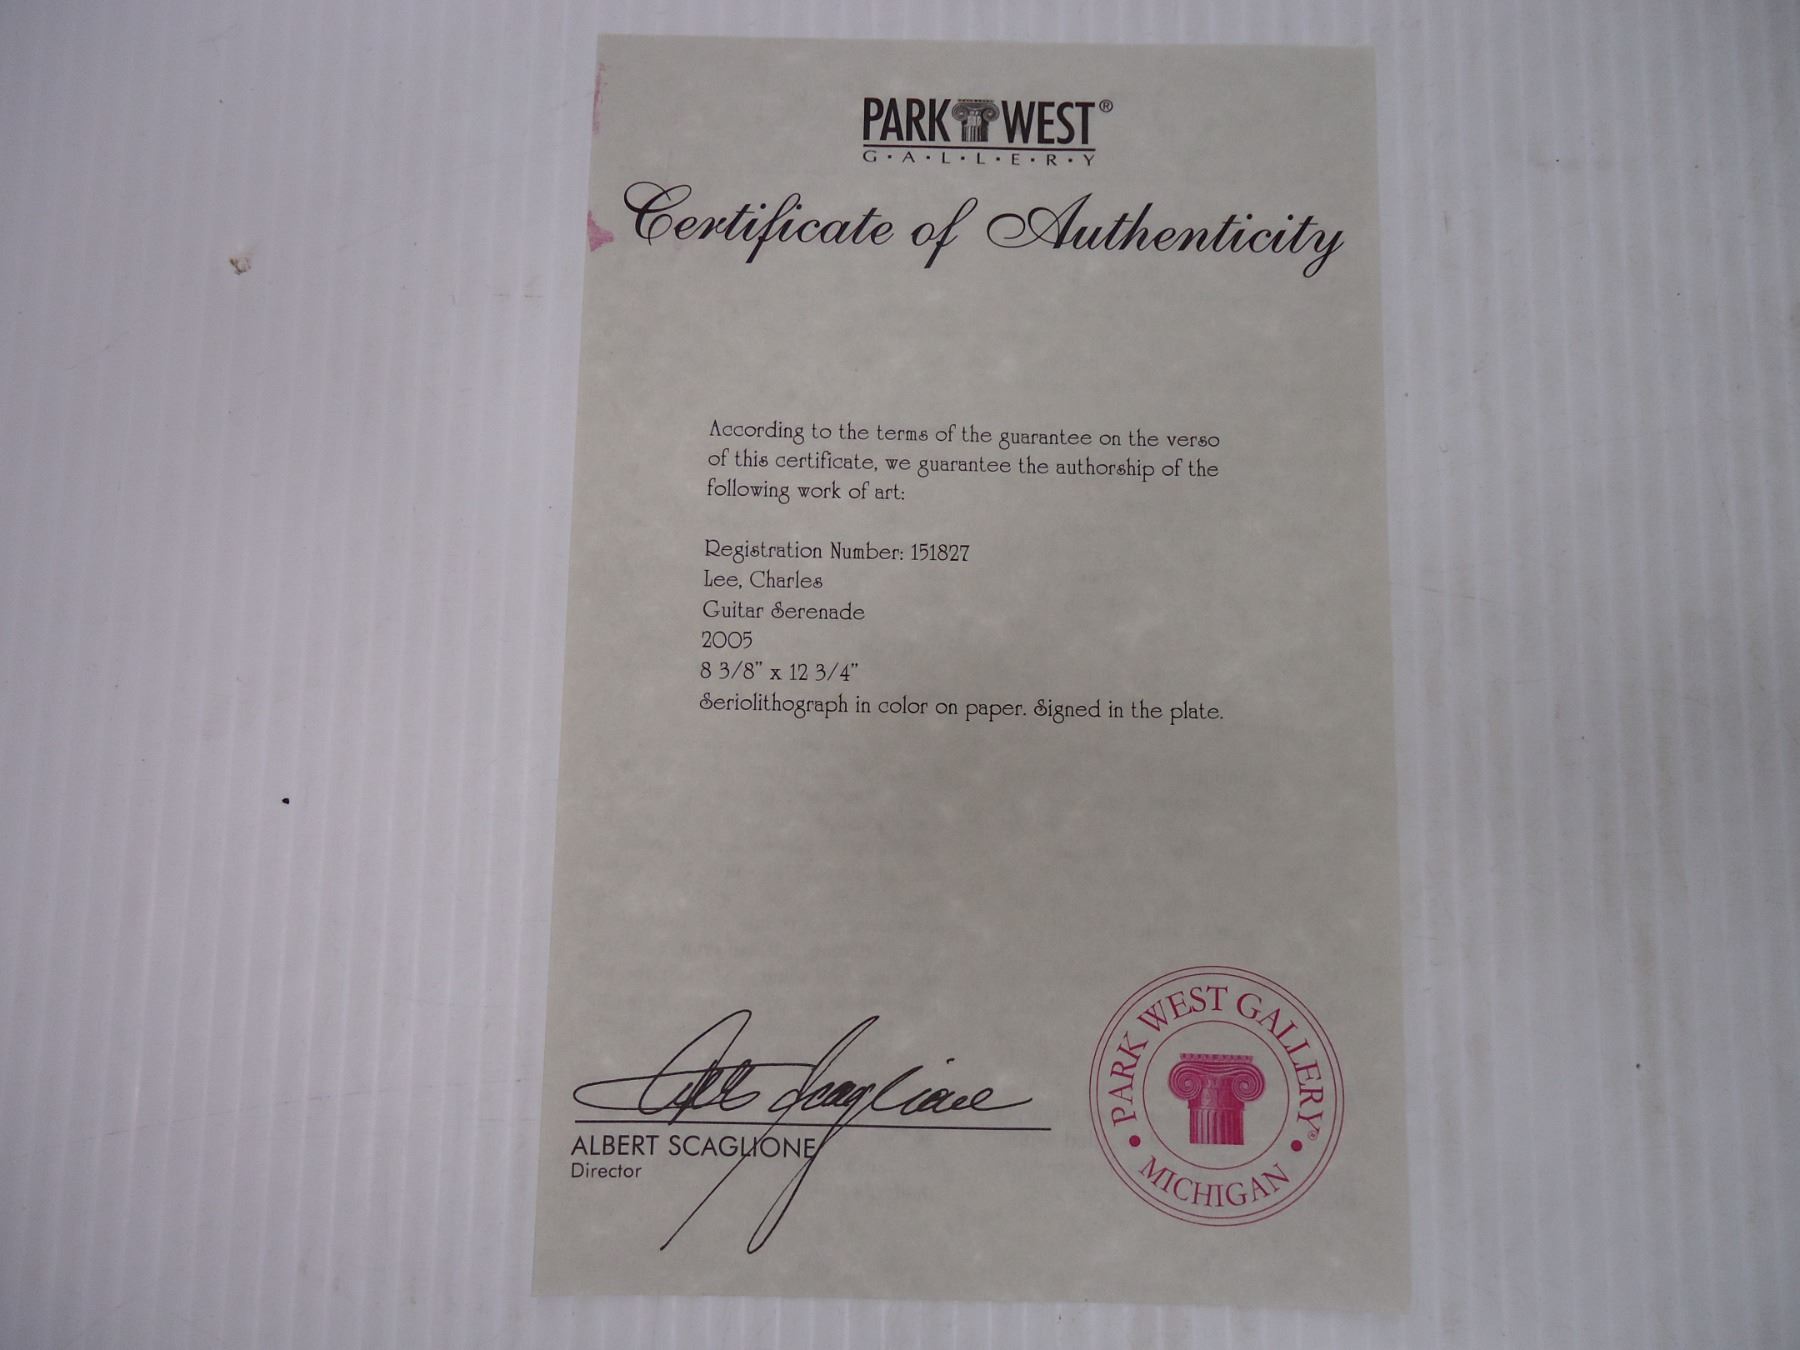 PARK WEST®
G·A·L·L·E·R·Y
Certificate of Authenticity
According to the terms of the guarantee on the verso
of this certificate, we guarantee the authorship of the
following work of art:
Registration Number: 151827
Lee, Charles
Guitar Serenade
2005
8 3/8" x 12 3/4"
Seriolithograph in color on paper. Signed in the plate.
Albert Scaglione
ALBERT SCAGLIONE
Director
PARK WEST GALLERY®
• MICHIGAN •